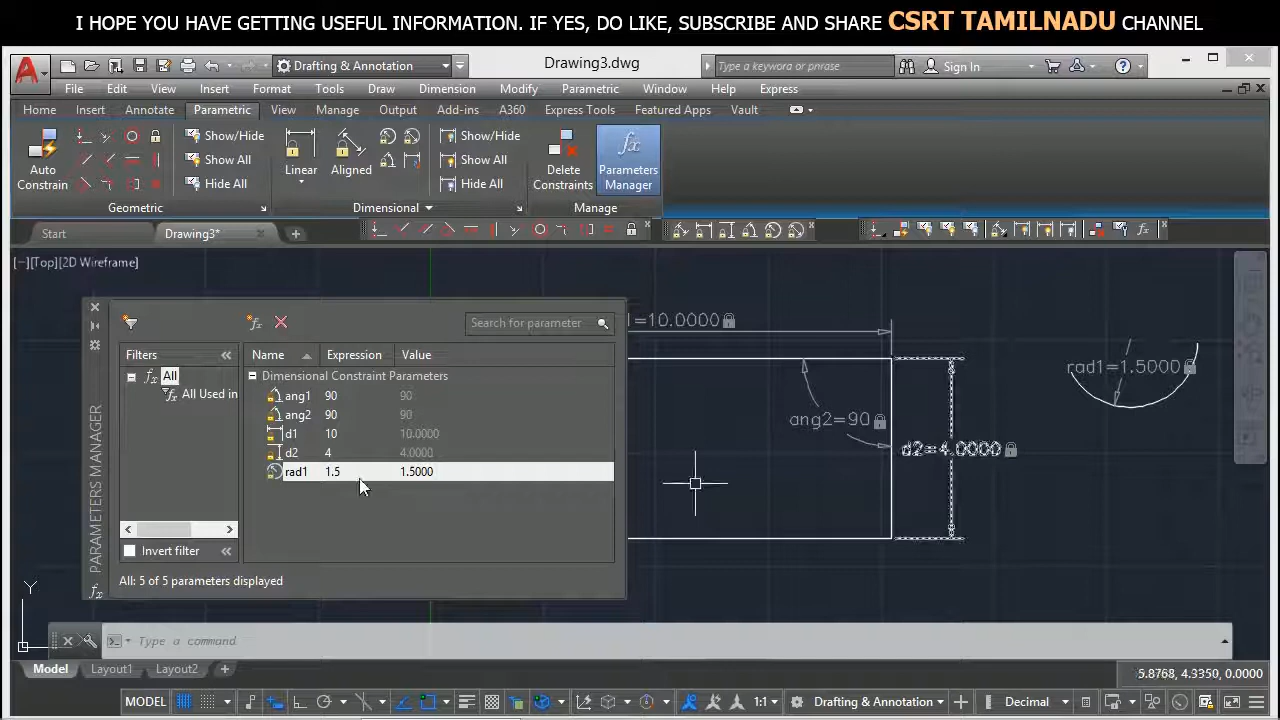 I HOPE YOU HAVE GETTING USEFUL INFORMATION. IF YES, DO LIKE, SUBSCRIBE AND SHARE CSRT TAMILNADU CHANNEL
Drafting & Annotation
Drawing3.dwg
Type a keyword or phrase
Sign In
File Edit View Insert Format Tools Draw Dimension Modify Parametric Window Help Express
Home Insert Annotate Parametric View Manage Output Add-ins A360 Express Tools Featured Apps Vault
Show/Hide
Show/Hide
Show All
Show All
Auto Constrain
Linear
Aligned
Delete Constraints
Parameters Manager
Hide All
Hide All
Geometric
Dimensional
Manage
Start
Drawing3*
[−][Top][2D Wireframe]
Search for parameter
1=10.0000
Filters
Name Expression Value
All
Dimensional Constraint Parameters
rad1=1.5000
All Used in
ang1 90 90
ang2 90 90
ang2=90
d1 10 10.0000
d2 4 4.0000
d2=4.0000
rad1 1.5 1.5000
PARAMETERS MANAGER
Invert filter
All: 5 of 5 parameters displayed
Y
Type a command
Model Layout1 Layout2
5.8768, 4.3350, 0.0000
MODEL
1:1
Drafting & Annotation
Decimal